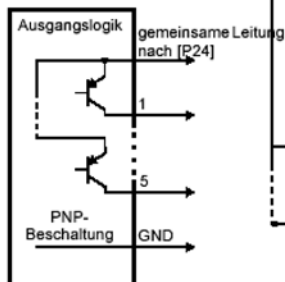 Ausgangslogik
gemeinsame Leitung
nach [P24]
1
5
PNP-
Beschaltung
GND